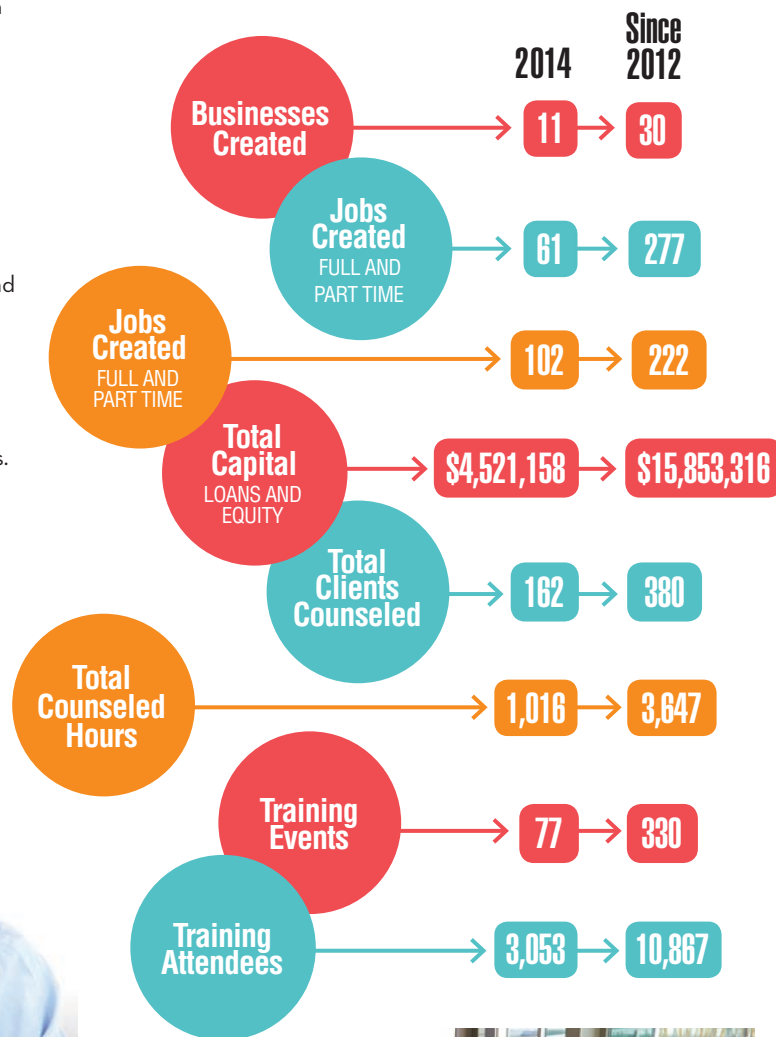 nd
s.
2014
Since
2012
Businesses
Created
11
30
Jobs
Created
FULL AND
PART TIME
61
277
Jobs
Created
FULL AND
PART TIME
102
222
Total
Capital
LOANS AND
EQUITY
$4,521,158
$15,853,316
Total
Clients
Counseled
162
380
Total
Counseled
Hours
1,016
3,647
Training
Events
77
330
Training
Attendees
3,053
10,867